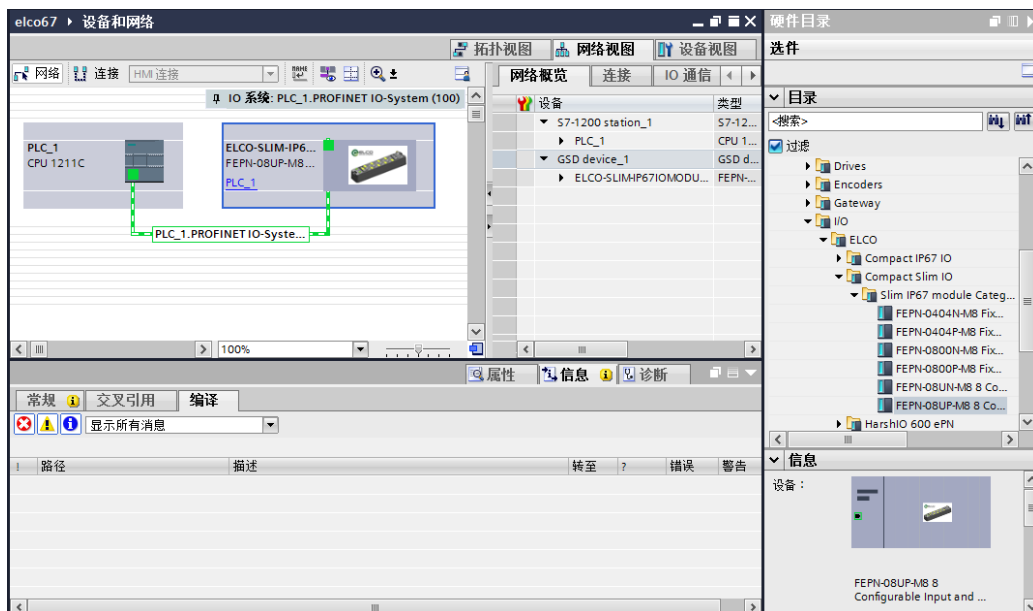 elco67 ▸ 设备和网络
拓扑视图 网络视图 设备视图
网络 连接 HMI 连接
IO 系统: PLC_1.PROFINET IO-System (100)
PLC_1
CPU 1211C
ELCO-SLIM-IP6...
FEPN-08UP-M8...
PLC_1
PLC_1.PROFINET IO-Syste...
100%
网络概览 连接 IO 通信
设备 类型
S7-1200 station_1 S7-12...
PLC_1 CPU 1...
GSD device_1 GSD d...
ELCO-SLIM-IP67IOMODU... FEPN-...
属性 信息 诊断
常规 交叉引用 编译
显示所有消息
! 路径 描述 转至 ? 错误 警告
硬件目录
选件
目录
<搜索>
过滤
Drives
Encoders
Gateway
I/O
ELCO
Compact IP67 IO
Compact Slim IO
Slim IP67 module Categ...
FEPN-0404N-M8 Fix...
FEPN-0404P-M8 Fix...
FEPN-0800N-M8 Fix...
FEPN-0800P-M8 Fix...
FEPN-08UN-M8 8 Co...
FEPN-08UP-M8 8 Co...
HarshIO 600 ePN
信息
设备：
FEPN-08UP-M8 8
Configurable Input and ...